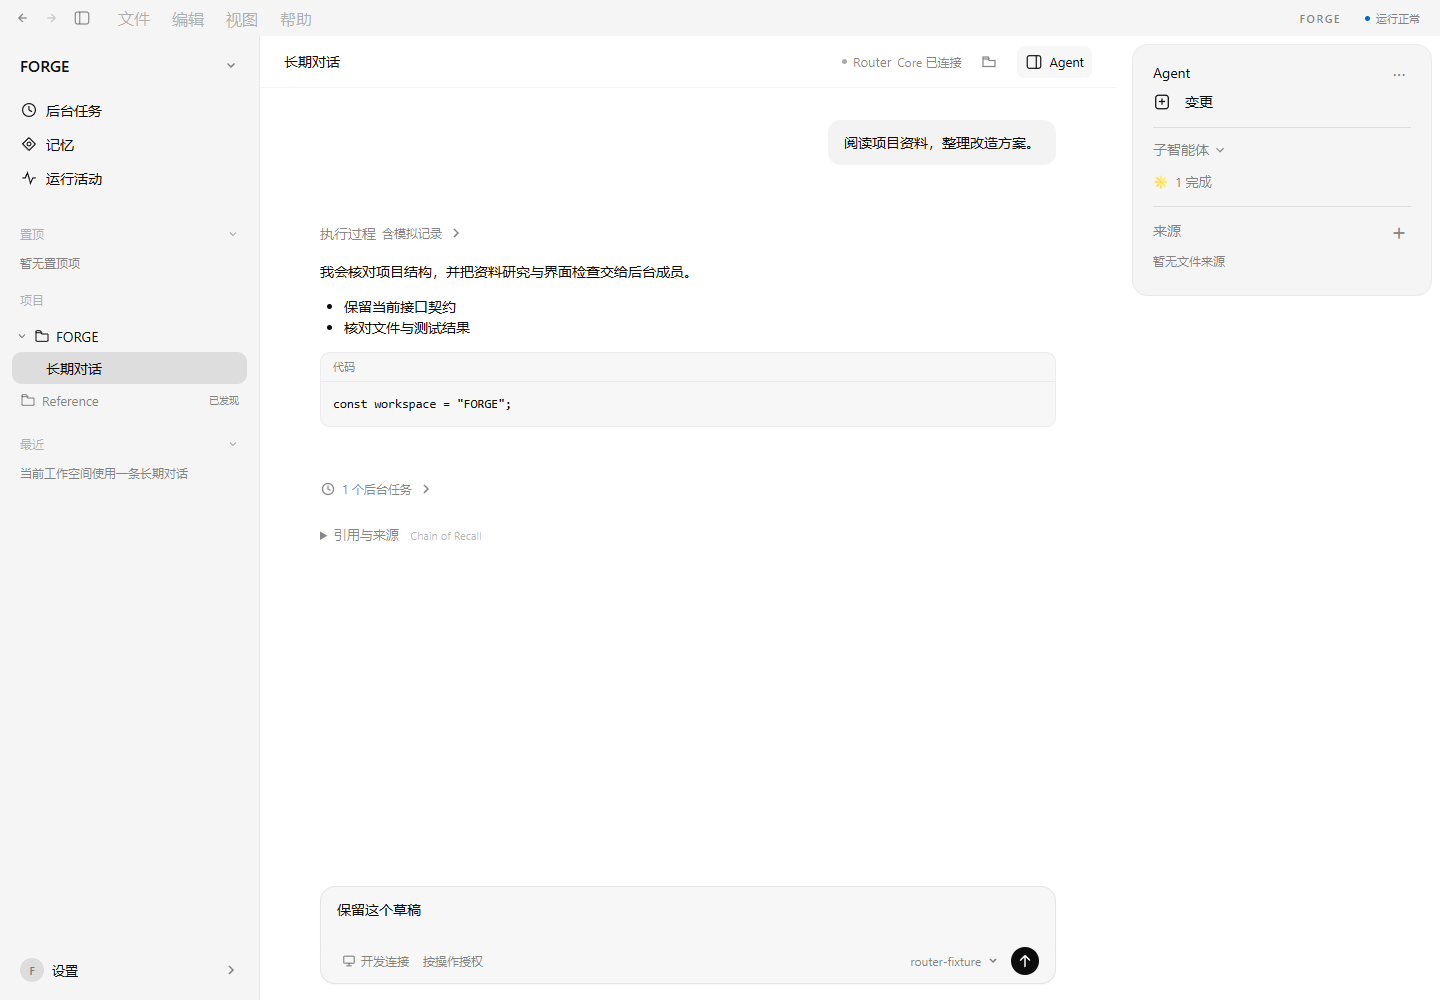 文件 编辑 视图 帮助
FORGE 运行正常
FORGE
后台任务
记忆
运行活动
置顶
暂无置顶项
项目
FORGE
长期对话
Reference 已发现
最近
当前工作空间使用一条长期对话
F 设置
长期对话
Router Core 已连接
Agent
阅读项目资料，整理改造方案。
执行过程 含模拟记录
我会核对项目结构，并把资料研究与界面检查交给后台成员。
保留当前接口契约
核对文件与测试结果
代码
const workspace = "FORGE";
1 个后台任务
引用与来源 Chain of Recall
保留这个草稿
开发连接 按操作授权
router-fixture
Agent
变更
子智能体
1 完成
来源
暂无文件来源